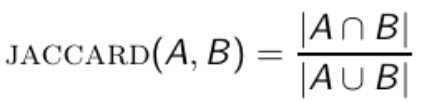 JACCARD(A, B) = |A ∩ B| / |A ∪ B|